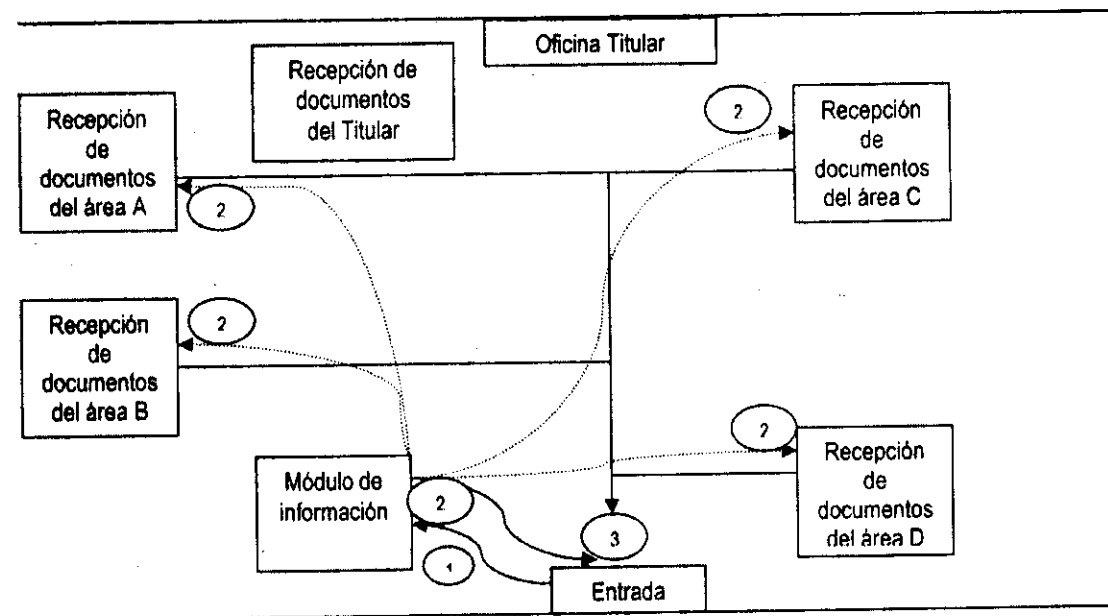 Oficina Titular
Recepción de
documentos
del Titular
Recepción
de
documentos
del área A
2
2
Recepción
de
documentos
del área C
Recepción
de
documentos
del área B
2
Módulo de
información
2
1
3
2
Recepción
de
documentos
del área D
Entrada